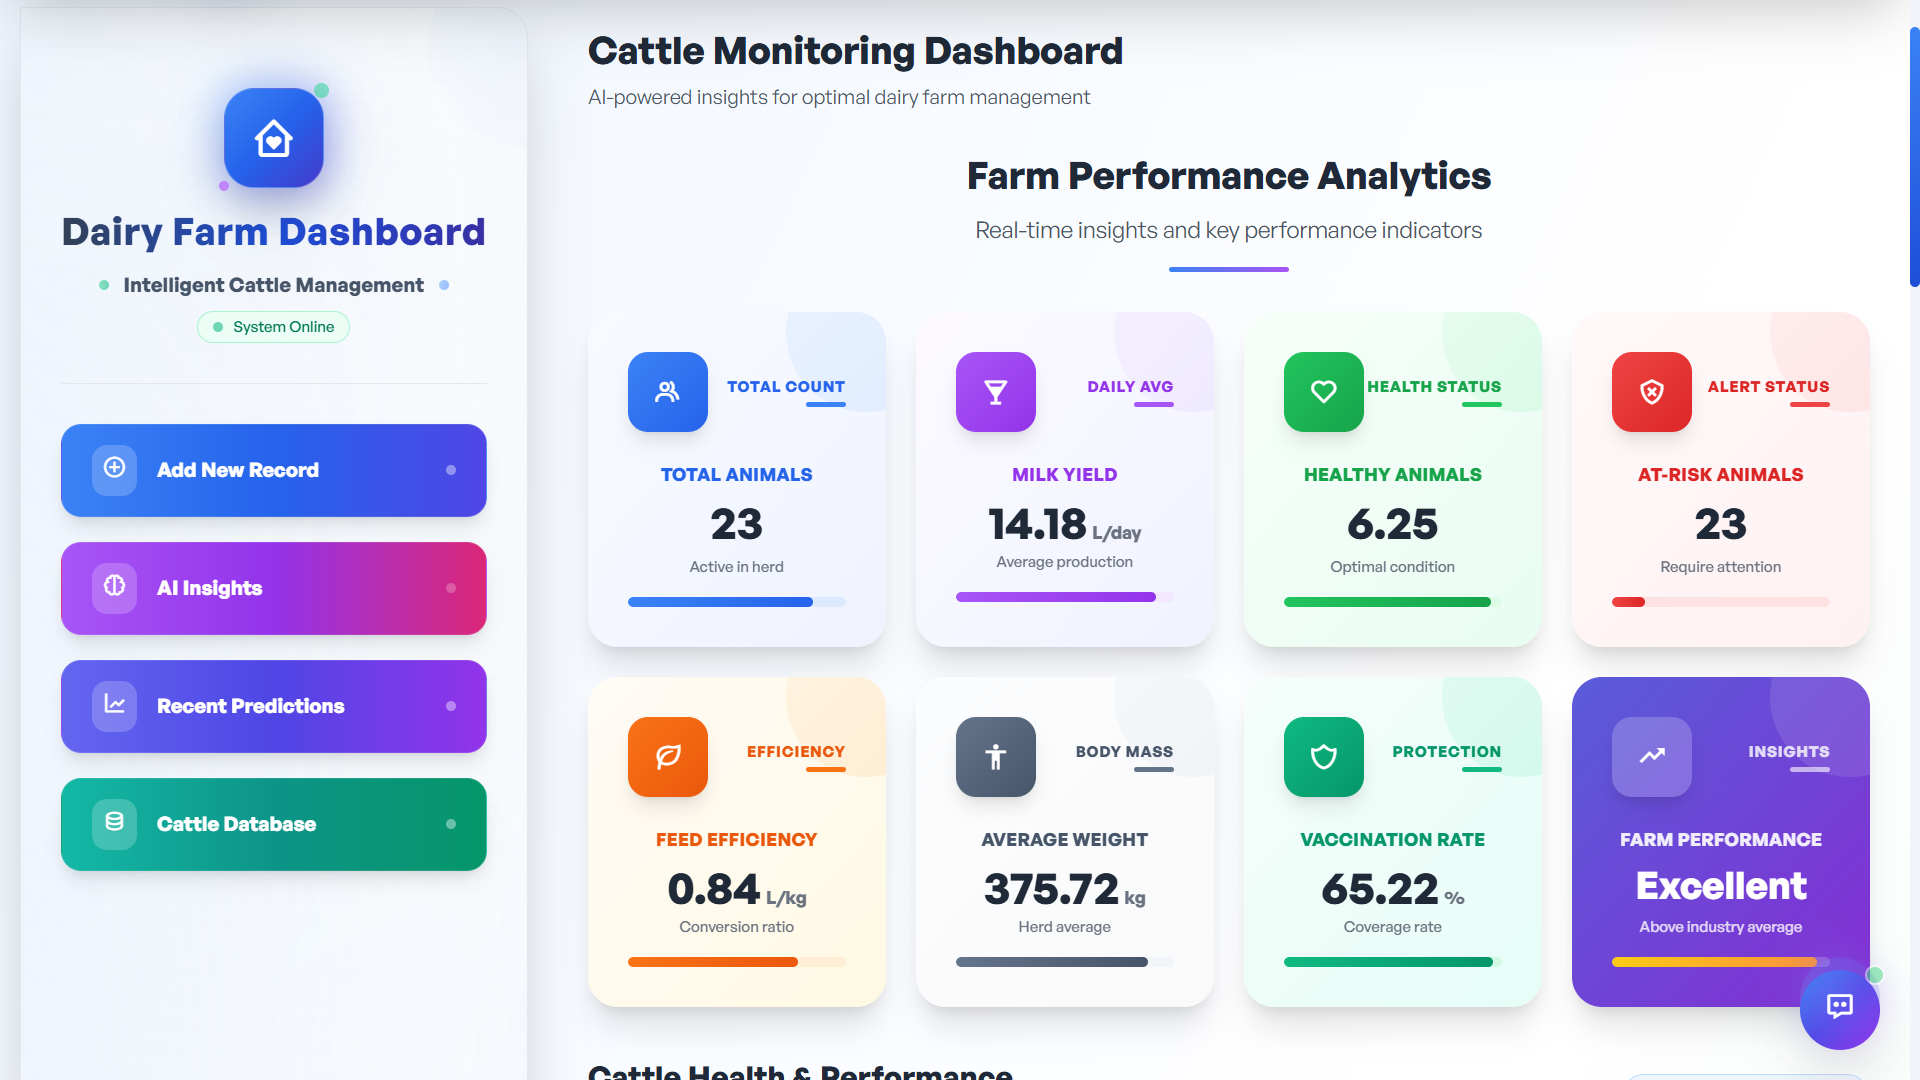 Dairy Farm Dashboard
Intelligent Cattle Management
System Online
Add New Record
AI Insights
Recent Predictions
Cattle Database
Cattle Monitoring Dashboard
AI-powered insights for optimal dairy farm management
Farm Performance Analytics
Real-time insights and key performance indicators
TOTAL COUNT
TOTAL ANIMALS
23
Active in herd
DAILY AVG
MILK YIELD
14.18 L/day
Average production
HEALTH STATUS
HEALTHY ANIMALS
6.25
Optimal condition
ALERT STATUS
AT-RISK ANIMALS
23
Require attention
EFFICIENCY
FEED EFFICIENCY
0.84 L/kg
Conversion ratio
BODY MASS
AVERAGE WEIGHT
375.72 kg
Herd average
PROTECTION
VACCINATION RATE
65.22 %
Coverage rate
INSIGHTS
FARM PERFORMANCE
Excellent
Above industry average
Cattle Health & Performance